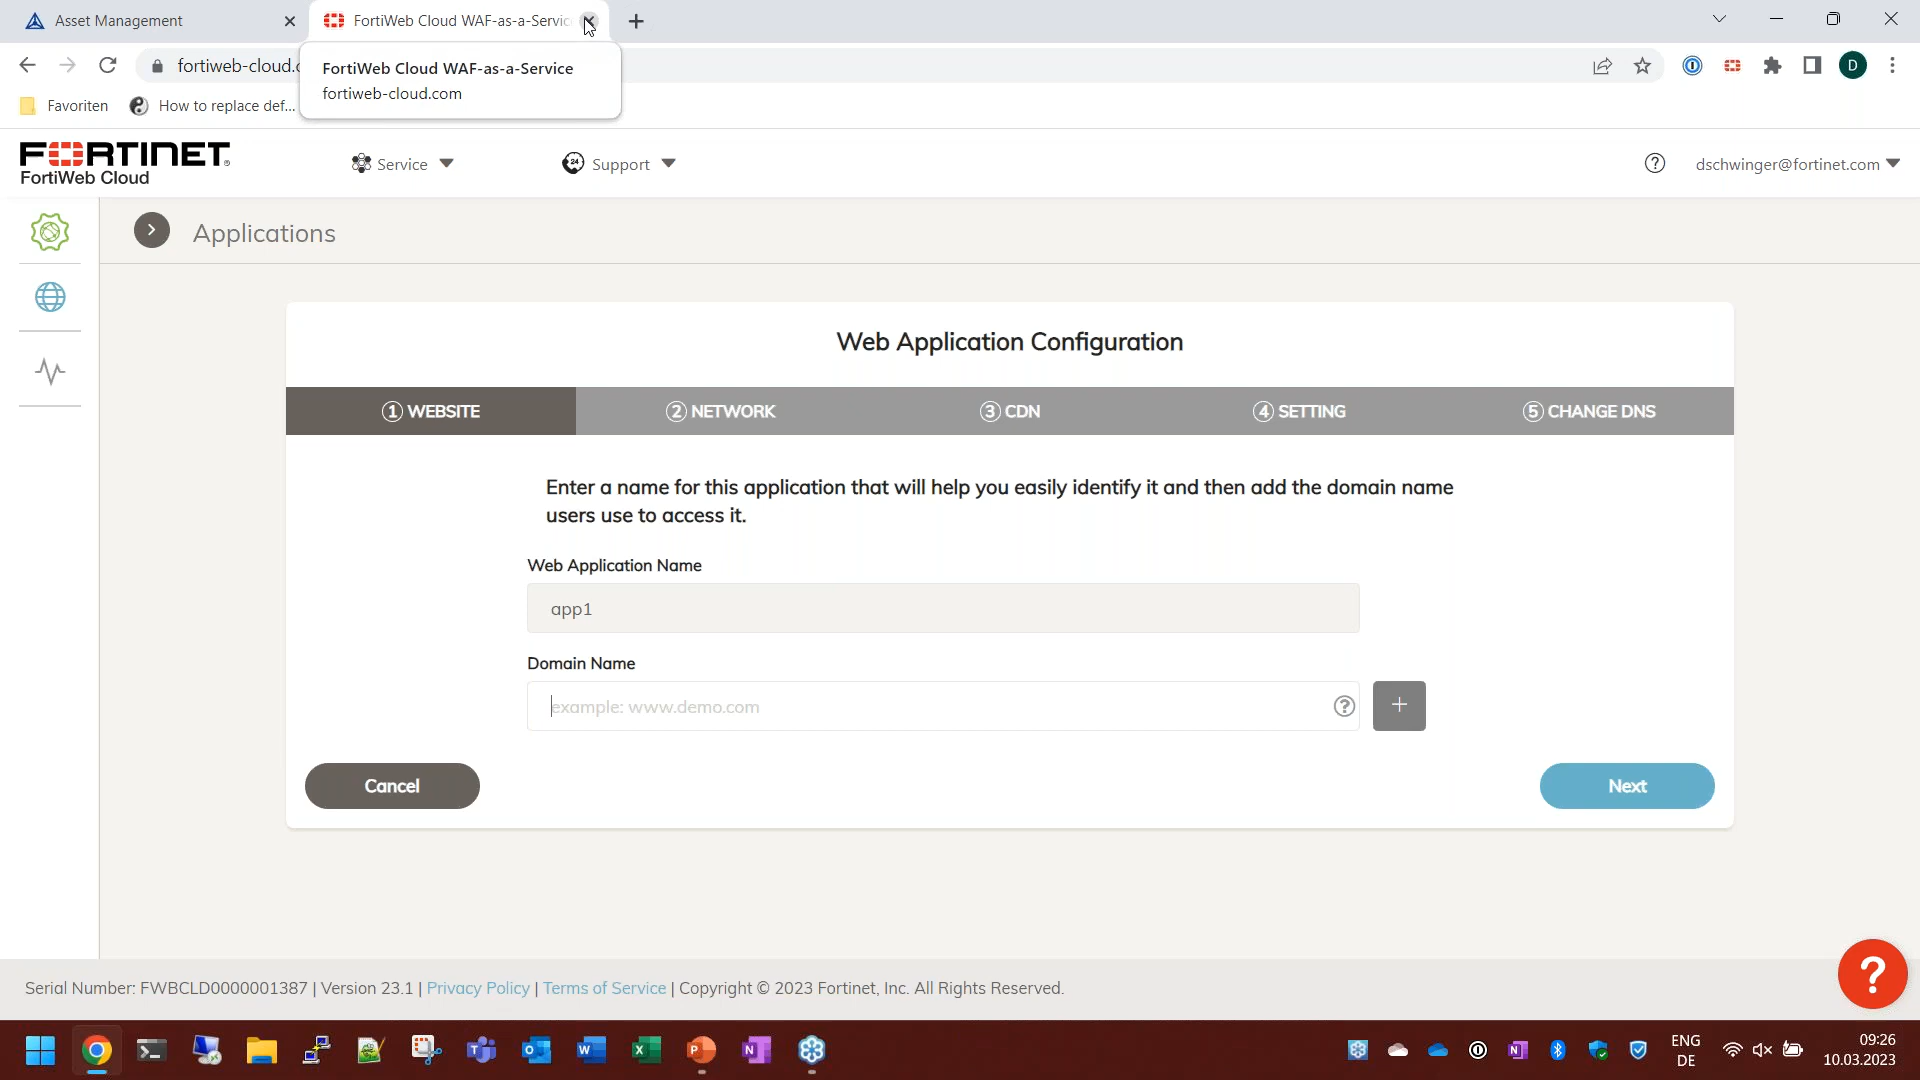 Asset Management
FortiWeb Cloud WAF-as-a-Servic
fortiweb-cloud.c
D
FortiWeb Cloud WAF-as-a-Service
fortiweb-cloud.com
Favoriten
How to replace def...
FORTINET
FortiWeb Cloud
Service
24
Support
?
dschwinger@fortinet.com
Applications
Web Application Configuration
1 WEBSITE
2 NETWORK
3 CDN
4 SETTING
5 CHANGE DNS
Enter a name for this application that will help you easily identify it and then add the domain name
users use to access it.
Web Application Name
app1
Domain Name
example: www.demo.com
?
+
Cancel
Next
?
Serial Number: FWBCLD0000001387 | Version 23.1 | Privacy Policy | Terms of Service | Copyright © 2023 Fortinet, Inc. All Rights Reserved.
ENG
DE
09:26
10.03.2023